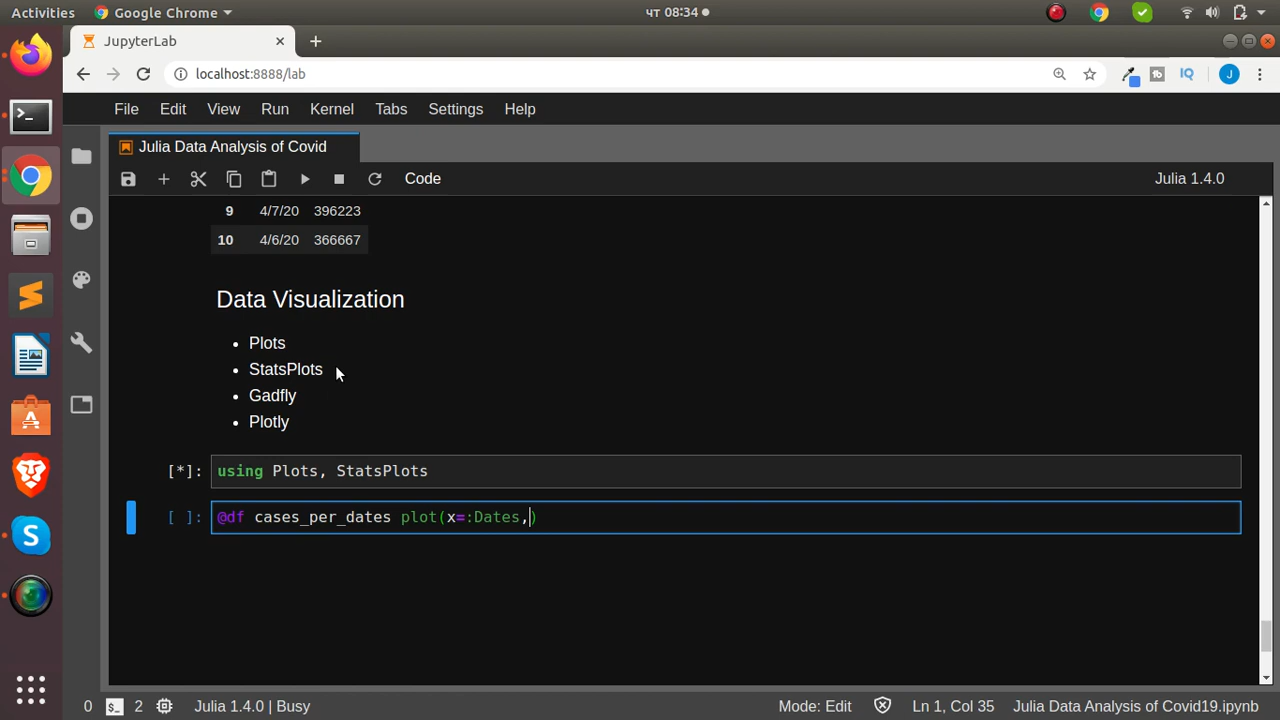 Activities Google Chrome чт 08:34
JupyterLab
localhost:8888/lab
IQ J
File Edit View Run Kernel Tabs Settings Help
Julia Data Analysis of Covid
Code Julia 1.4.0
9 4/7/20 396223
10 4/6/20 366667
Data Visualization
• Plots
• StatsPlots
• Gadfly
• Plotly
[*]: using Plots, StatsPlots
[ ]: @df cases_per_dates plot(x=:Dates,)
0 $_ 2 Julia 1.4.0 | Busy Mode: Edit Ln 1, Col 35 Julia Data Analysis of Covid19.ipynb